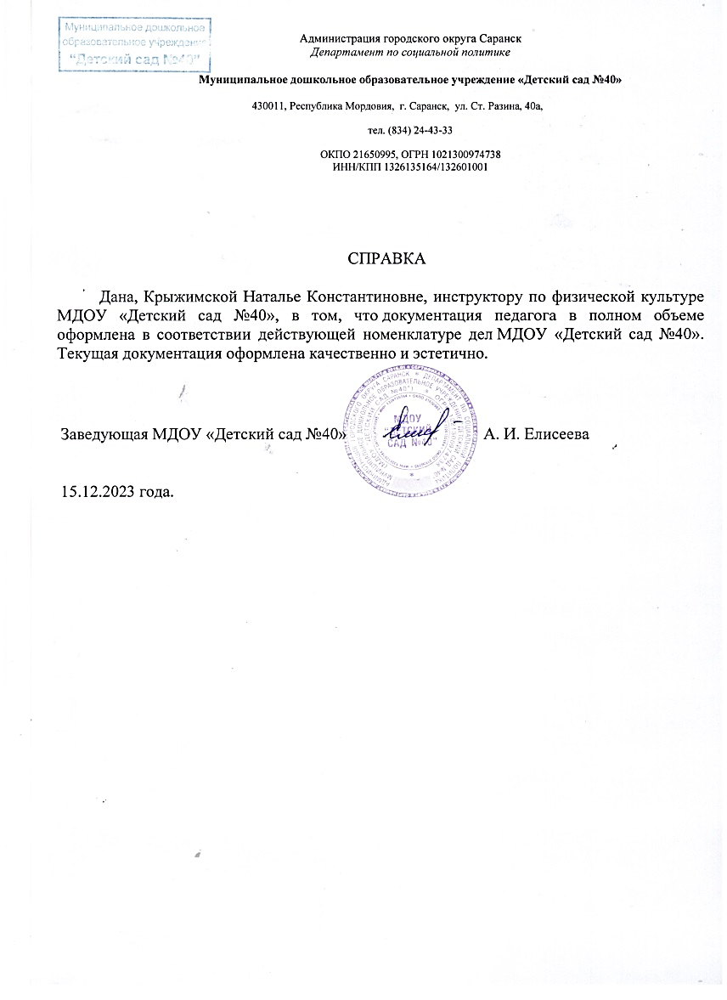 Муниципальное дошкольное
образовательное учреждение
"Детский сад №40"
Администрация городского округа Саранск
Департамент по социальной политике
Муниципальное дошкольное образовательное учреждение «Детский сад №40»
430011, Республика Мордовия, г. Саранск, ул. Ст. Разина, 40а,
тел. (834) 24-43-33
ОКПО 21650995, ОГРН 1021300974738
ИНН/КПП 1326135164/132601001
СПРАВКА
Дана, Крыжимской Наталье Константиновне, инструктору по физической культуре
МДОУ «Детский сад №40», в том, что документация педагога в полном объеме
оформлена в соответствии действующей номенклатуре дел МДОУ «Детский сад №40».
Текущая документация оформлена качественно и эстетично.
Заведующая МДОУ «Детский сад №40» А. И. Елисеева
МДОУ
"ДЕТСКИЙ
САД №40"
15.12.2023 года.